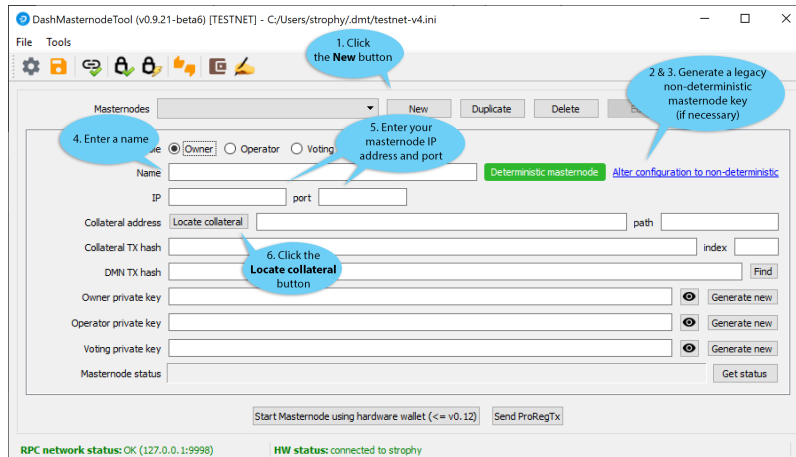 DashMasternodeTool (v0.9.21-beta6) [TESTNET] - C:/Users/strophy/.dmt/testnet-v4.ini
File Tools
1. Click
the New button
2 & 3. Generate a legacy
non-deterministic
masternode key
(if necessary)
Masternodes New Duplicate Delete
4. Enter a name
5. Enter your
masternode IP
address and port
Owner Operator Voting
Name Deterministic masternode Alter configuration to non-deterministic
IP port
Collateral address Locate collateral path
Collateral TX hash index
6. Click the
Locate collateral
button
DMN TX hash Find
Owner private key Generate new
Operator private key Generate new
Voting private key Generate new
Masternode status Get status
Start Masternode using hardware wallet (<= v0.12) Send ProRegTx
RPC network status: OK (127.0.0.1:9998) HW status: connected to strophy